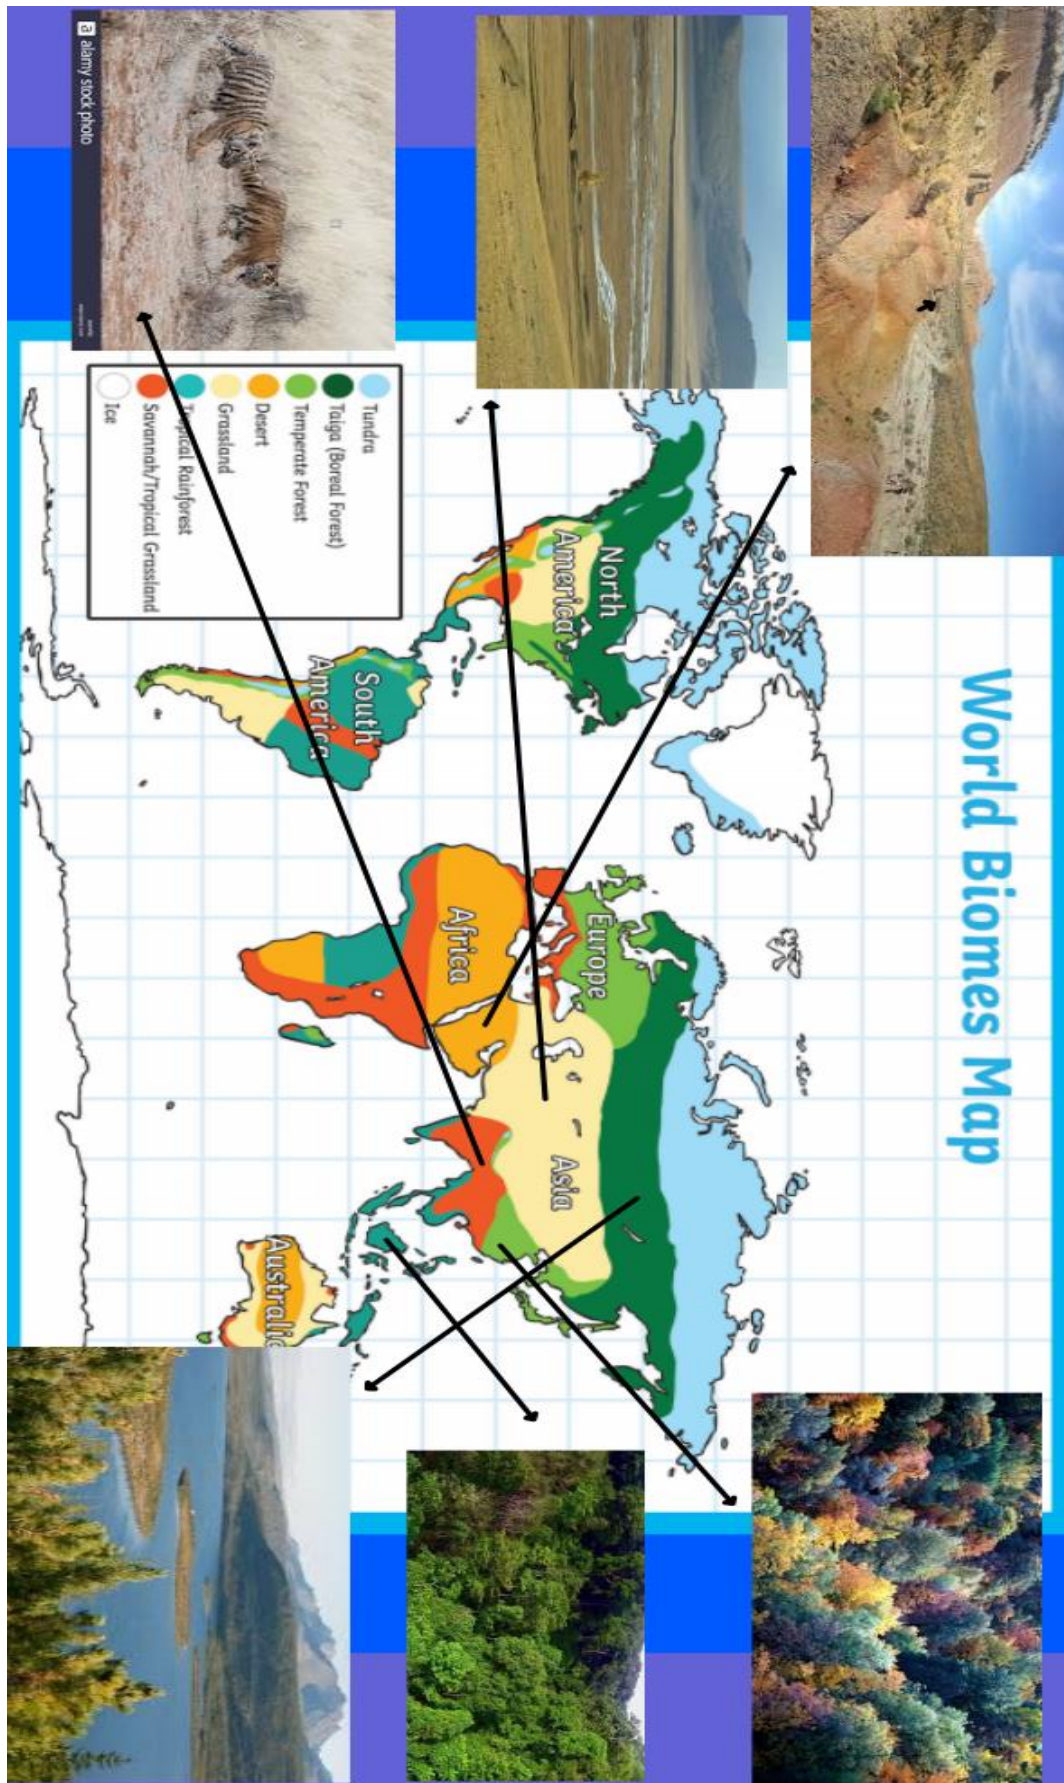 World Biomes Map
a alamy stock photo
North
America
South
America
Europe
Africa
Asia
Tundra
Taiga (Boreal Forest)
Temperate Forest
Desert
Grassland
Tropical Rainforest
Savannah/Tropical Grassland
Ice